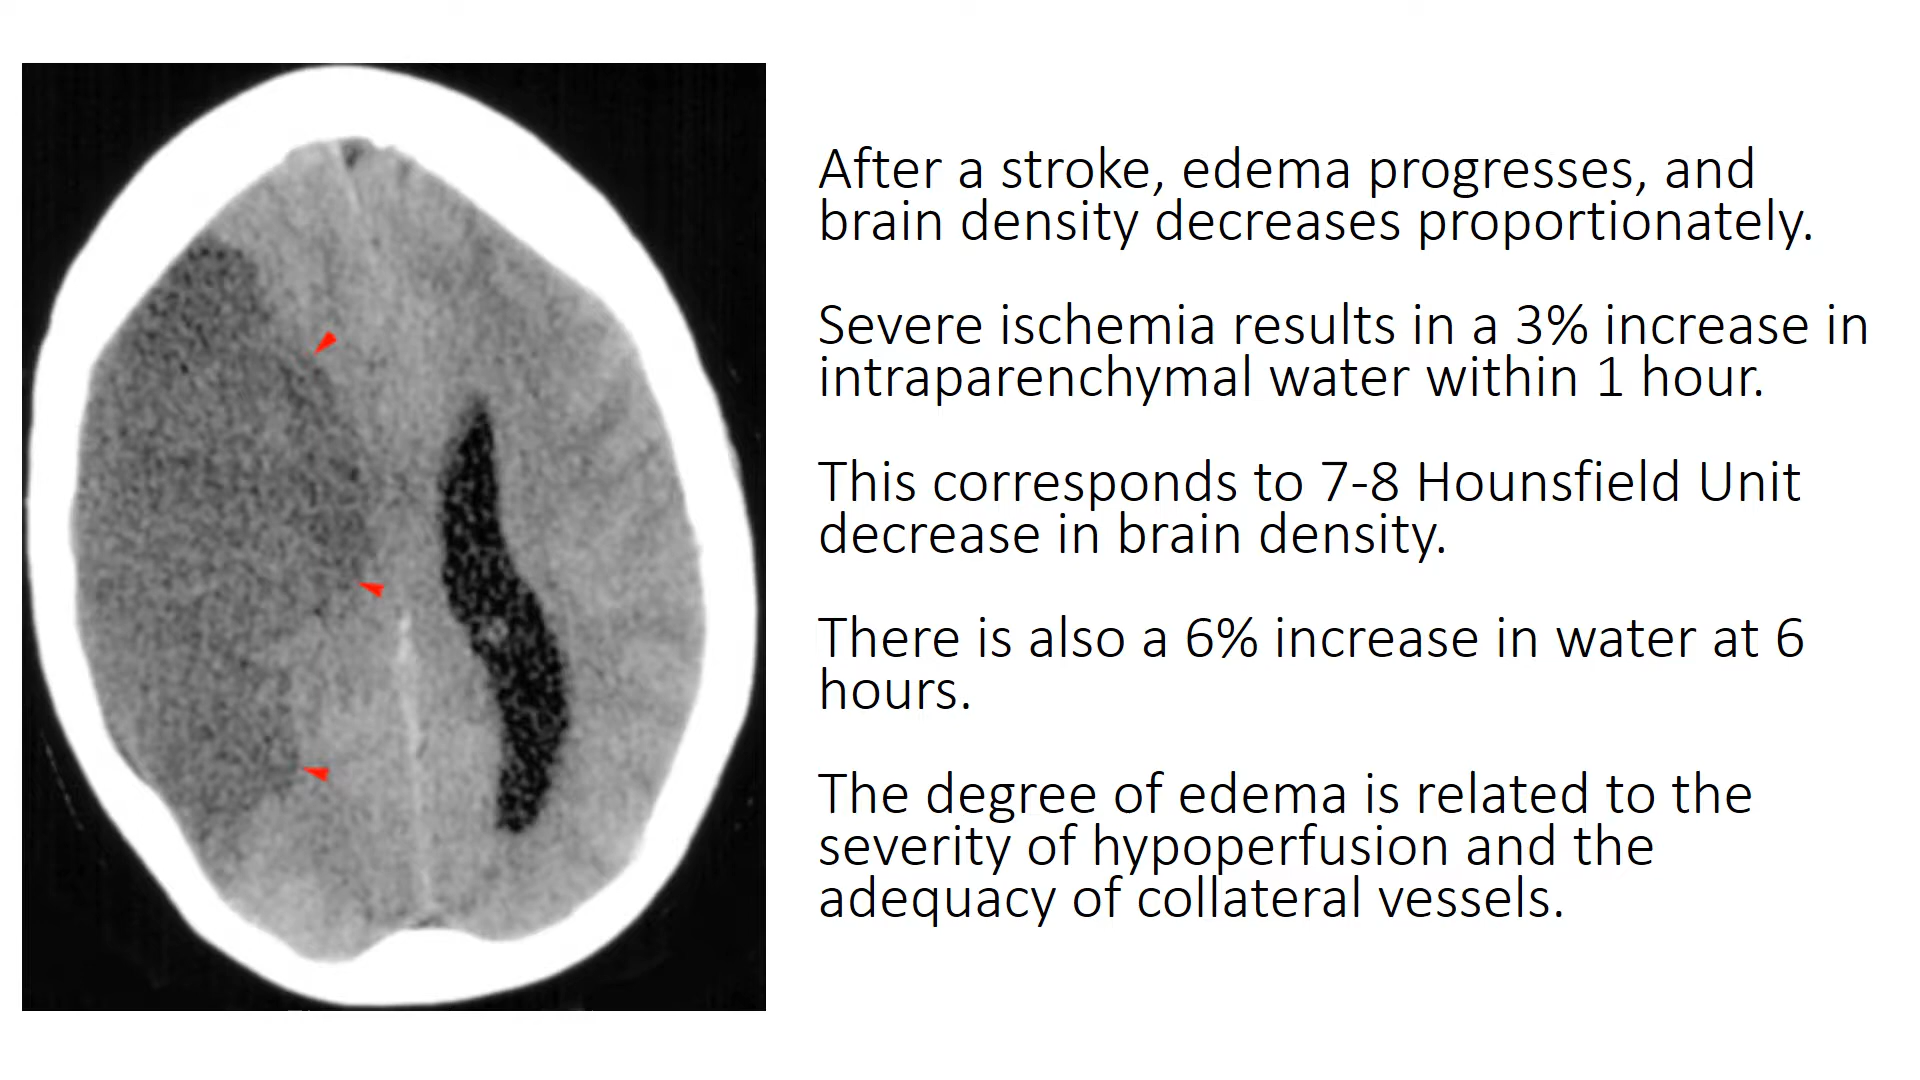 After a stroke, edema progresses, and
brain density decreases proportionately.
Severe ischemia results in a 3% increase in
intraparenchymal water within 1 hour.
This corresponds to 7-8 Hounsfield Unit
decrease in brain density.
There is also a 6% increase in water at 6
hours.
The degree of edema is related to the
severity of hypoperfusion and the
adequacy of collateral vessels.